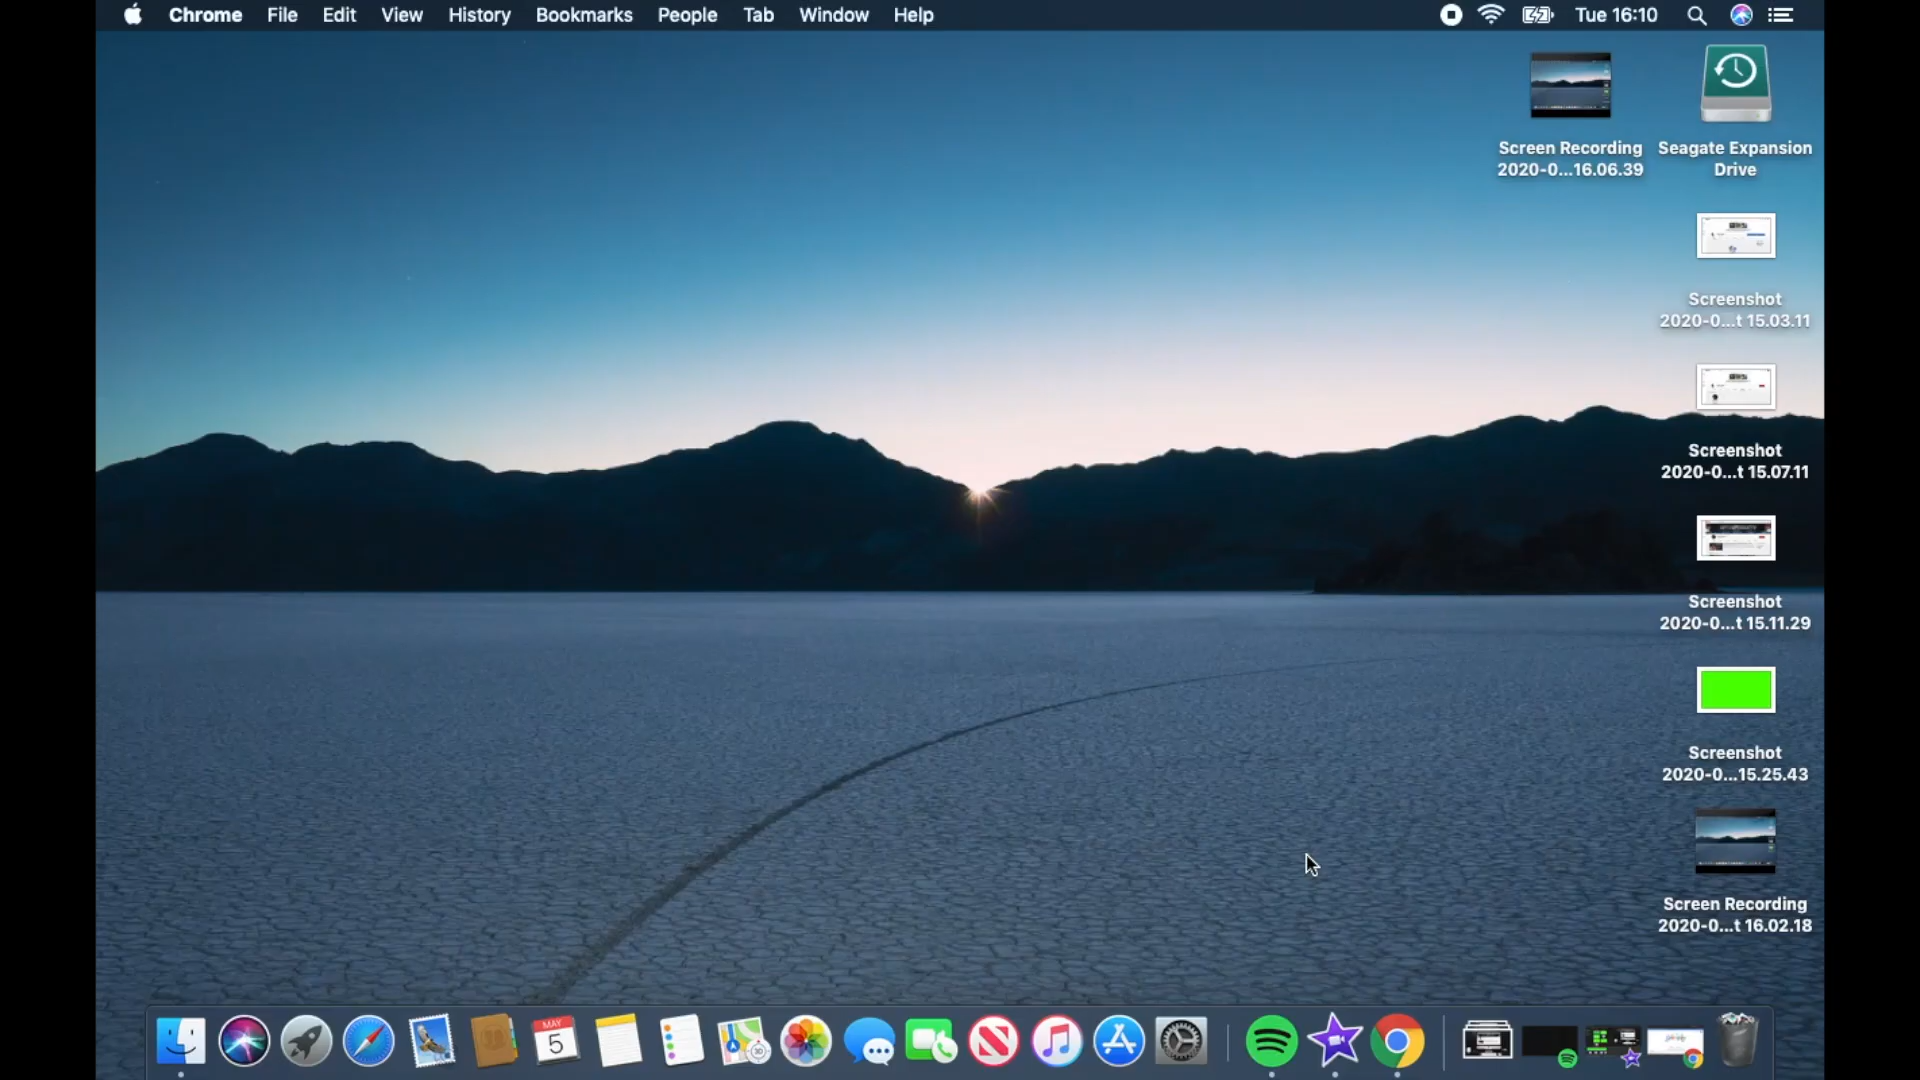 Chrome File Edit View History Bookmarks People Tab Window Help Tue 16:10
Screen Recording
2020-0...16.06.39
Seagate Expansion
Drive
Screenshot
2020-0...t 15.03.11
Screenshot
2020-0...t 15.07.11
Screenshot
2020-0...t 15.11.29
Screenshot
2020-0...15.25.43
Screen Recording
2020-0...t 16.02.18
MAY
5